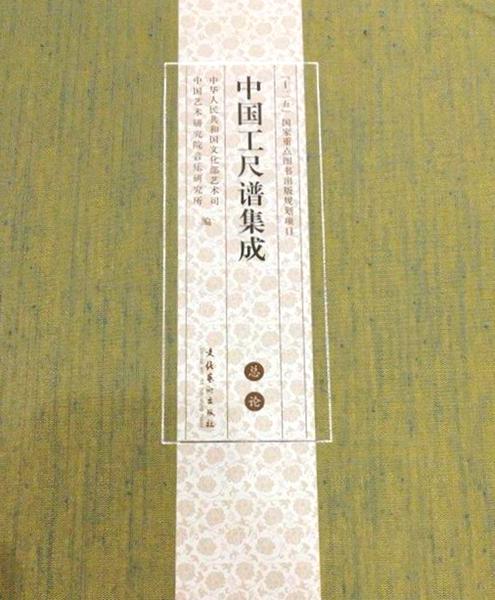 「十二五」国家重点图书出版规划项目
中国工尺谱集成
总论
中华人民共和国文化部艺术司
中国艺术研究院音乐研究所
编
文化艺术出版社